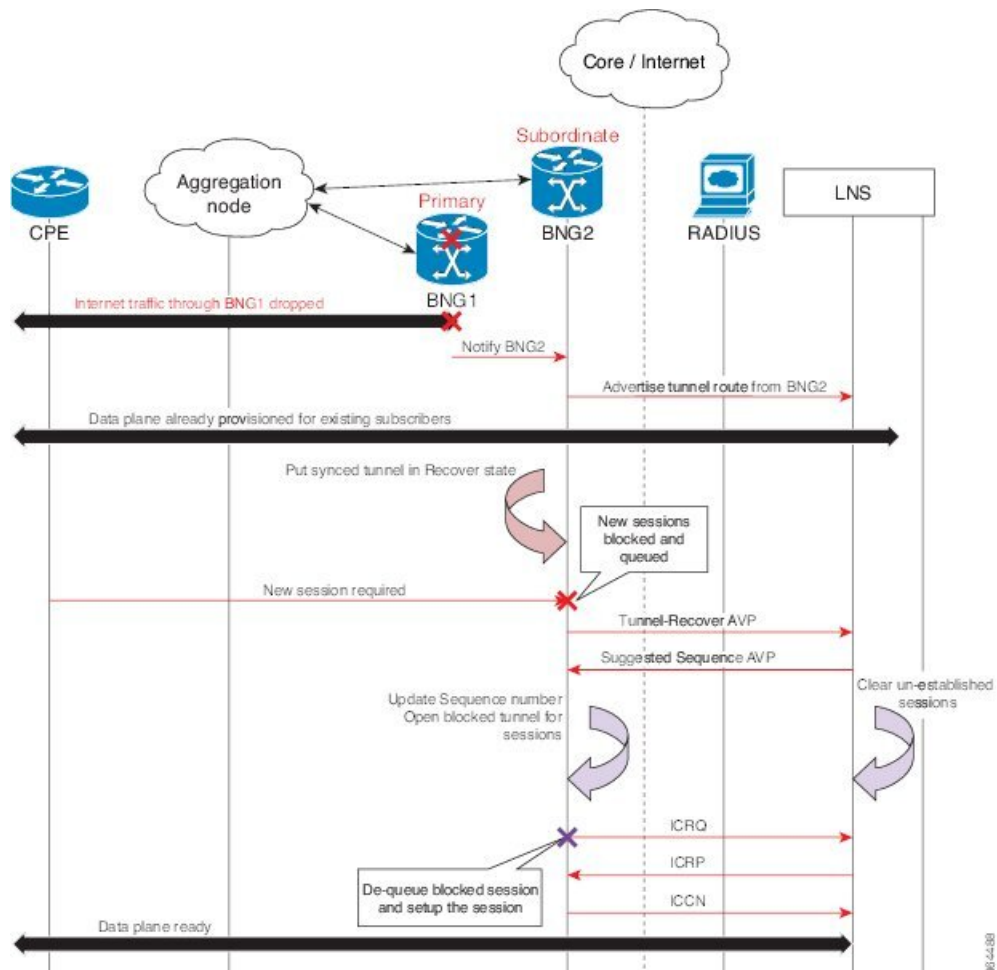 Core / Internet
Subordinate
Aggregation
node
Primary
LNS
CPE
BNG2
RADIUS
BNG1
Internet traffic through BNG1 dropped
Notify BNG2
Advertise tunnel route from BNG2
Data plane already provisioned for existing subscribers
Put synced tunnel in Recover state
New sessions
blocked and
queued
New session required
Tunnel-Recover AVP
Suggested Sequence AVP
Clear un-established
sessions
Update Sequence number
Open blocked tunnel for
sessions
ICRQ
ICRP
De-queue blocked session
and setup the session
ICCN
Data plane ready